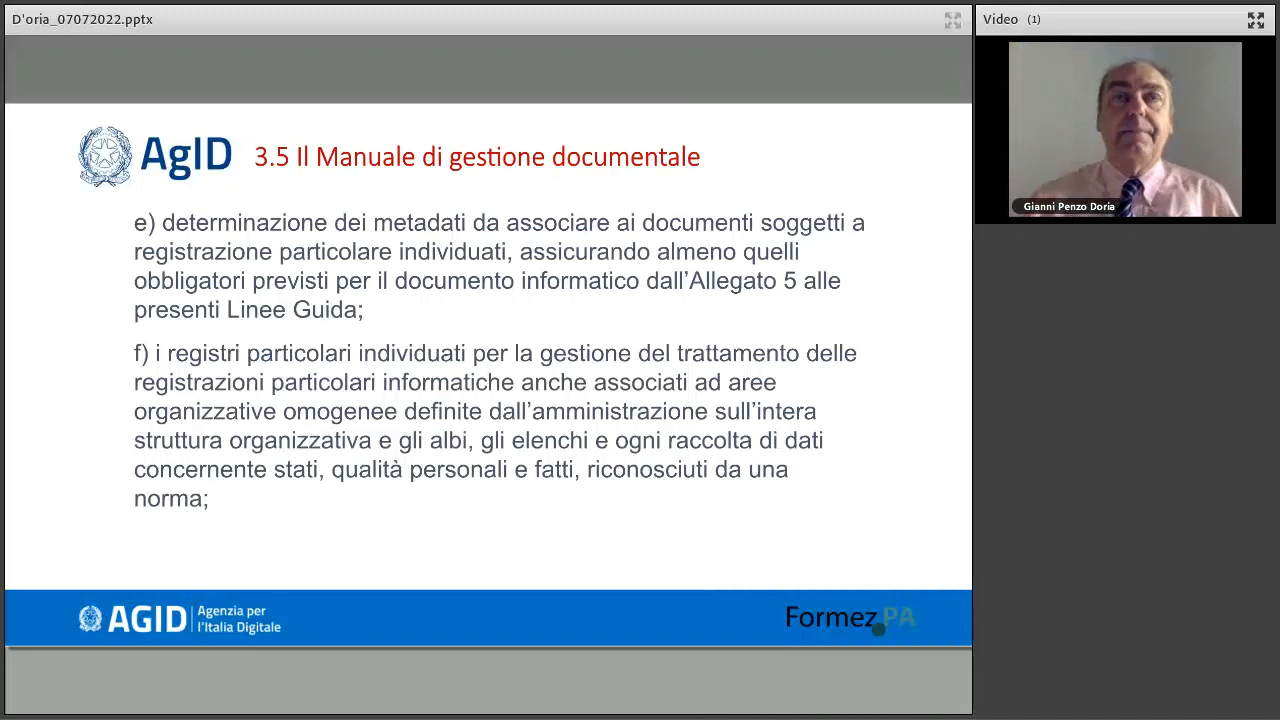 D'oria_07072022.pptx
Video (1)
AgID
3.5 Il Manuale di gestione documentale
e) determinazione dei metadati da associare ai documenti soggetti a
registrazione particolare individuati, assicurando almeno quelli
obbligatori previsti per il documento informatico dall’Allegato 5 alle
presenti Linee Guida;
f) i registri particolari individuati per la gestione del trattamento delle
registrazioni particolari informatiche anche associati ad aree
organizzative omogenee definite dall’amministrazione sull’intera
struttura organizzativa e gli albi, gli elenchi e ogni raccolta di dati
concernente stati, qualità personali e fatti, riconosciuti da una
norma;
Gianni Penzo Doria
AGID
Agenzia per
l’Italia Digitale
Formez PA